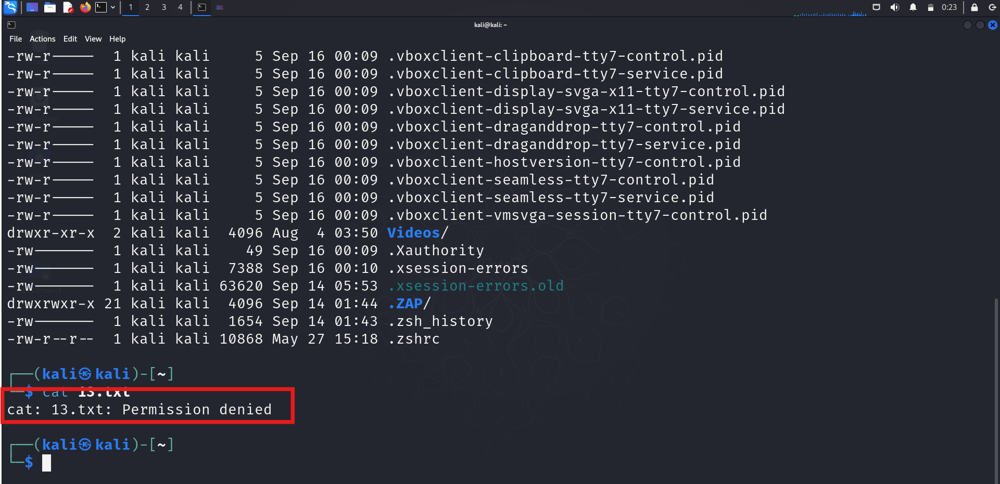 1 2 3 4 0:23
kali@kali: ~
File Actions Edit View Help
-rw-r----- 1 kali kali 5 Sep 16 00:09 .vboxclient-clipboard-tty7-control.pid
-rw-r----- 1 kali kali 5 Sep 16 00:09 .vboxclient-clipboard-tty7-service.pid
-rw-r----- 1 kali kali 5 Sep 16 00:09 .vboxclient-display-svga-x11-tty7-control.pid
-rw-r----- 1 kali kali 5 Sep 16 00:09 .vboxclient-display-svga-x11-tty7-service.pid
File System
-rw-r----- 1 kali kali 5 Sep 16 00:09 .vboxclient-draganddrop-tty7-control.pid
-rw-r----- 1 kali kali 5 Sep 16 00:09 .vboxclient-draganddrop-tty7-service.pid
-rw-r----- 1 kali kali 5 Sep 16 00:09 .vboxclient-hostversion-tty7-control.pid
-rw-r----- 1 kali kali 5 Sep 16 00:09 .vboxclient-seamless-tty7-control.pid
-rw-r----- 1 kali kali 5 Sep 16 00:09 .vboxclient-seamless-tty7-service.pid
-rw-r----- 1 kali kali 5 Sep 16 00:09 .vboxclient-vmsvga-session-tty7-control.pid
drwxr-xr-x 2 kali kali 4096 Aug 4 03:50 Videos/
-rw------- 1 kali kali 49 Sep 16 00:09 .Xauthority
-rw------- 1 kali kali 7388 Sep 16 00:10 .xsession-errors
-rw------- 1 kali kali 63620 Sep 14 05:53 .xsession-errors.old
drwxrwxr-x 21 kali kali 4096 Sep 14 01:44 .ZAP/
-rw------- 1 kali kali 1654 Sep 14 01:43 .zsh_history
-rw-r--r-- 1 kali kali 10868 May 27 15:18 .zshrc
┌──(kali㉿kali)-[~]
└─$ cat 13.txt
cat: 13.txt: Permission denied
┌──(kali㉿kali)-[~]
└─$